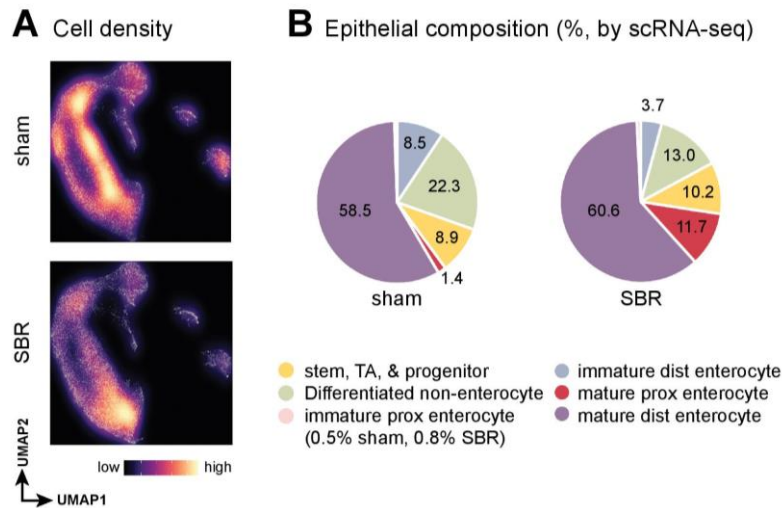 A Cell density
sham
SBR
UMAP2
low high
UMAP1
B Epithelial composition (%, by scRNA-seq)
8.5
22.3
58.5
8.9
1.4
sham
3.7
13.0
10.2
60.6
11.7
SBR
stem, TA, & progenitor
Differentiated non-enterocyte
immature prox enterocyte
(0.5% sham, 0.8% SBR)
immature dist enterocyte
mature prox enterocyte
mature dist enterocyte